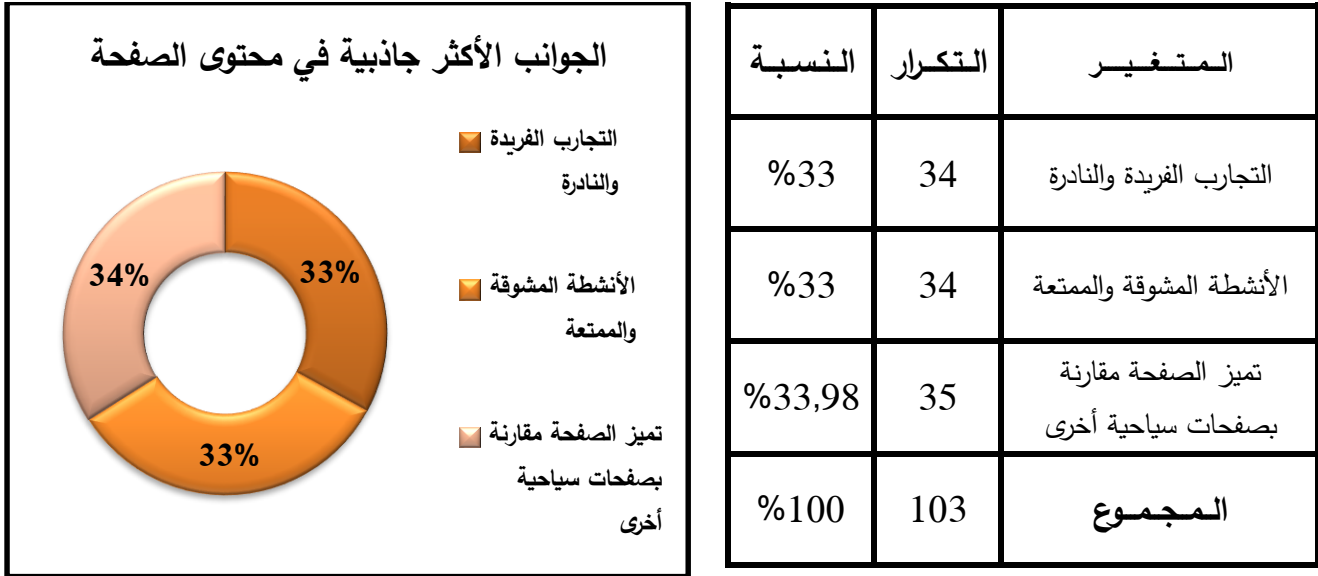 الجوانب الأكثر جاذبية في محتوى الصفحة
التجارب الفريدة
والنادرة
الأنشطة المشوقة
والممتعة
تميز الصفحة مقارنة
بصفحات سياحية
أخرى
33%
34%
33%
المتغير التكرار النسبة
التجارب الفريدة والنادرة 34 %33
الأنشطة المشوقة والممتعة 34 %33
تميز الصفحة مقارنة
بصفحات سياحية أخرى 35 %33,98
المجموع 103 %100